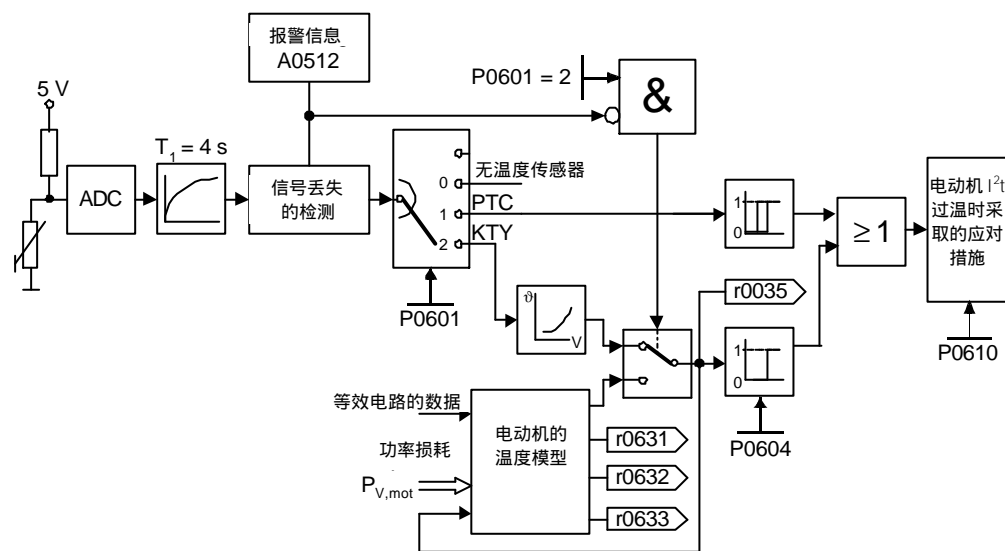 报警信息
A0512
5 V
P0601 = 2
&
T1 = 4 s
ADC
信号丢失
的检测
无温度传感器
0
1
2
PTC
KTY
P0601
1
0
≥ 1
电动机 I²t
过温时采
取的应对
措施
P0610
r0035
ϑ
V
1
0
P0604
等效电路的数据
功率损耗
PV,mot
电动机的
温度模型
r0631
r0632
r0633